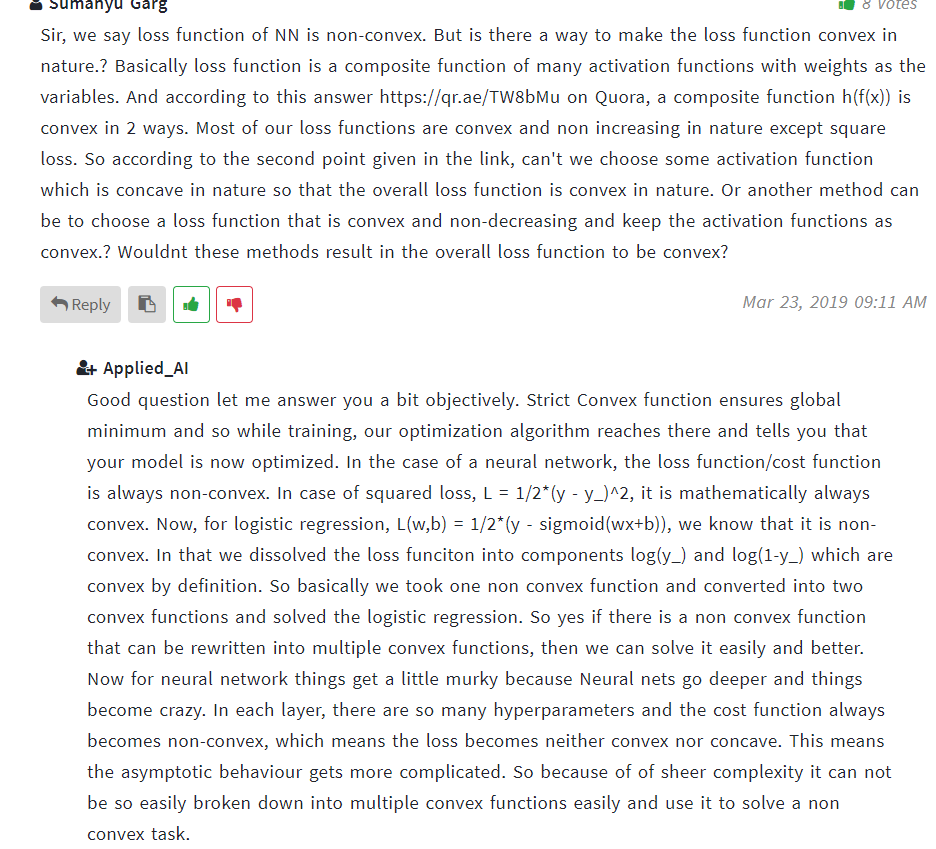 Sumanyu Garg
8 Votes
Sir, we say loss function of NN is non-convex. But is there a way to make the loss function convex in
nature.? Basically loss function is a composite function of many activation functions with weights as the
variables. And according to this answer https://qr.ae/TW8bMu on Quora, a composite function h(f(x)) is
convex in 2 ways. Most of our loss functions are convex and non increasing in nature except square
loss. So according to the second point given in the link, can't we choose some activation function
which is concave in nature so that the overall loss function is convex in nature. Or another method can
be to choose a loss function that is convex and non-decreasing and keep the activation functions as
convex.? Wouldnt these methods result in the overall loss function to be convex?
Reply
Mar 23, 2019 09:11 AM
Applied_AI
Good question let me answer you a bit objectively. Strict Convex function ensures global
minimum and so while training, our optimization algorithm reaches there and tells you that
your model is now optimized. In the case of a neural network, the loss function/cost function
is always non-convex. In case of squared loss, L = 1/2*(y - y_)^2, it is mathematically always
convex. Now, for logistic regression, L(w,b) = 1/2*(y - sigmoid(wx+b)), we know that it is non-
convex. In that we dissolved the loss funciton into components log(y_) and log(1-y_) which are
convex by definition. So basically we took one non convex function and converted into two
convex functions and solved the logistic regression. So yes if there is a non convex function
that can be rewritten into multiple convex functions, then we can solve it easily and better.
Now for neural network things get a little murky because Neural nets go deeper and things
become crazy. In each layer, there are so many hyperparameters and the cost function always
becomes non-convex, which means the loss becomes neither convex nor concave. This means
the asymptotic behaviour gets more complicated. So because of of sheer complexity it can not
be so easily broken down into multiple convex functions easily and use it to solve a non
convex task.